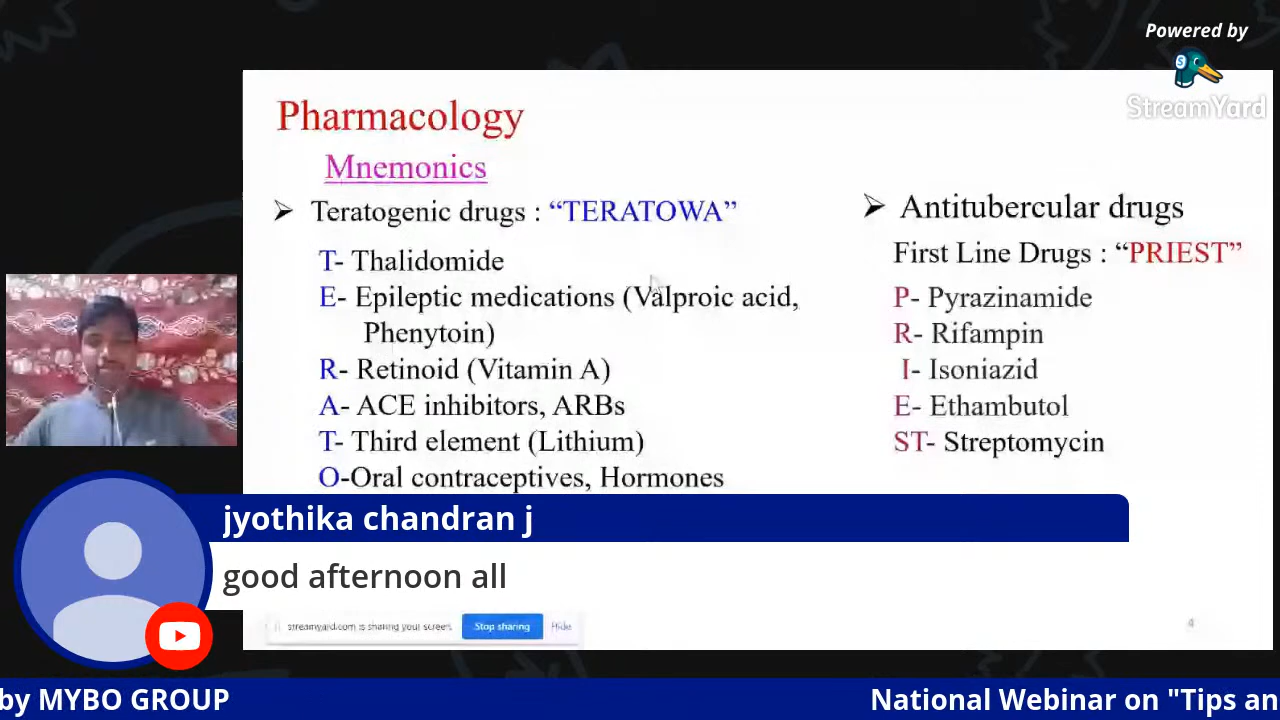 Powered by
StreamYard
Pharmacology
Mnemonics
➢ Teratogenic drugs : “TERATOWA”
T- Thalidomide
E- Epileptic medications (Valproic acid,
Phenytoin)
R- Retinoid (Vitamin A)
A- ACE inhibitors, ARBs
T- Third element (Lithium)
O-Oral contraceptives, Hormones
➢ Antitubercular drugs
First Line Drugs : “PRIEST”
P- Pyrazinamide
R- Rifampin
I- Isoniazid
E- Ethambutol
ST- Streptomycin
jyothika chandran j
good afternoon all
streamyard.com is sharing your screen. Stop sharing Hide
4
by MYBO GROUP
National Webinar on "Tips an